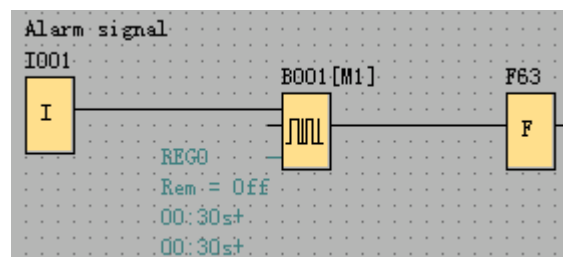 Alarm signal
I001
B001[M1]
F63
I
F
REG0
Rem = Off
00:30s+
00:30s+